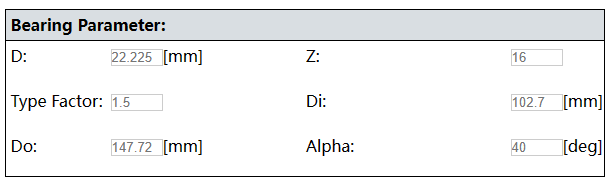 Bearing Parameter:
D: 22.225 [mm] Z: 16
Type Factor: 1.5 Di: 102.7 [mm]
Do: 147.72 [mm] Alpha: 40 [deg]